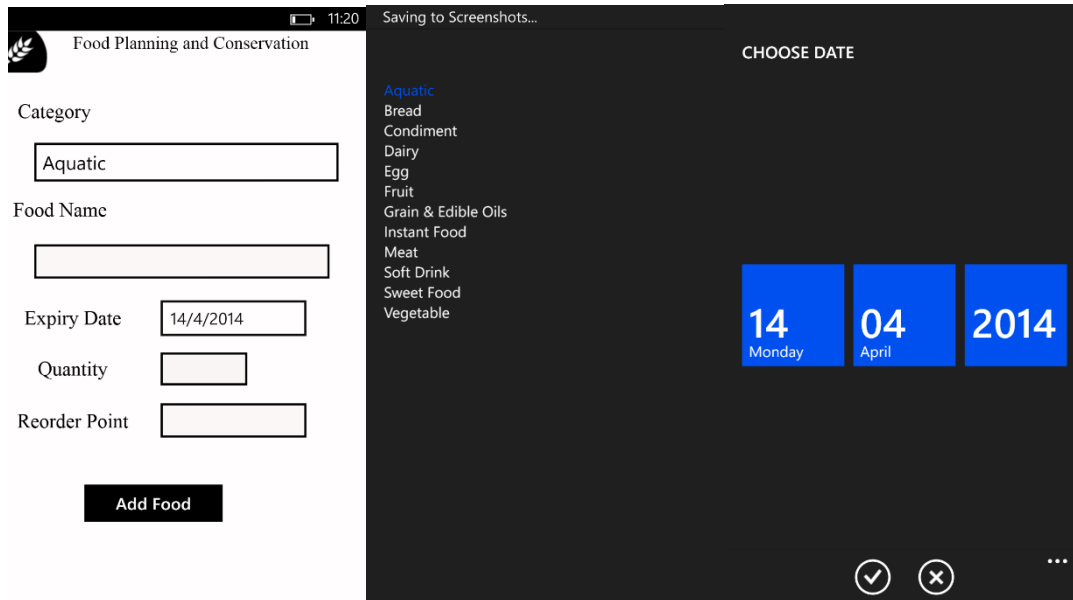 11:20
Food Planning and Conservation
Category
Aquatic
Food Name
Expiry Date 14/4/2014
Quantity
Reorder Point
Add Food
Saving to Screenshots...
Aquatic
Bread
Condiment
Dairy
Egg
Fruit
Grain & Edible Oils
Instant Food
Meat
Soft Drink
Sweet Food
Vegetable
CHOOSE DATE
14 04 2014
Monday April